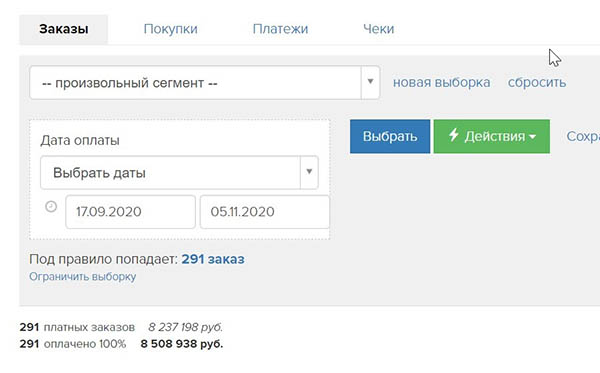 Заказы Покупки Платежи Чеки
-- произвольный сегмент -- новая выборка сбросить
Дата оплаты
Выбрать Действия
Выбрать даты
17.09.2020 05.11.2020
Под правило попадает: 291 заказ
Ограничить выборку
291 платных заказов 8 237 198 руб.
291 оплачено 100% 8 508 938 руб.